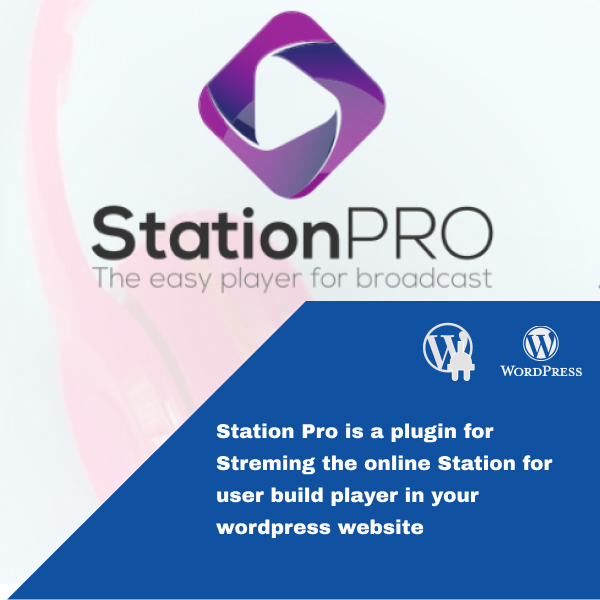 StationPRO
The easy player for broadcast
WordPress
Station Pro is a plugin for
Streming the online Station for
user build player in your
wordpress website